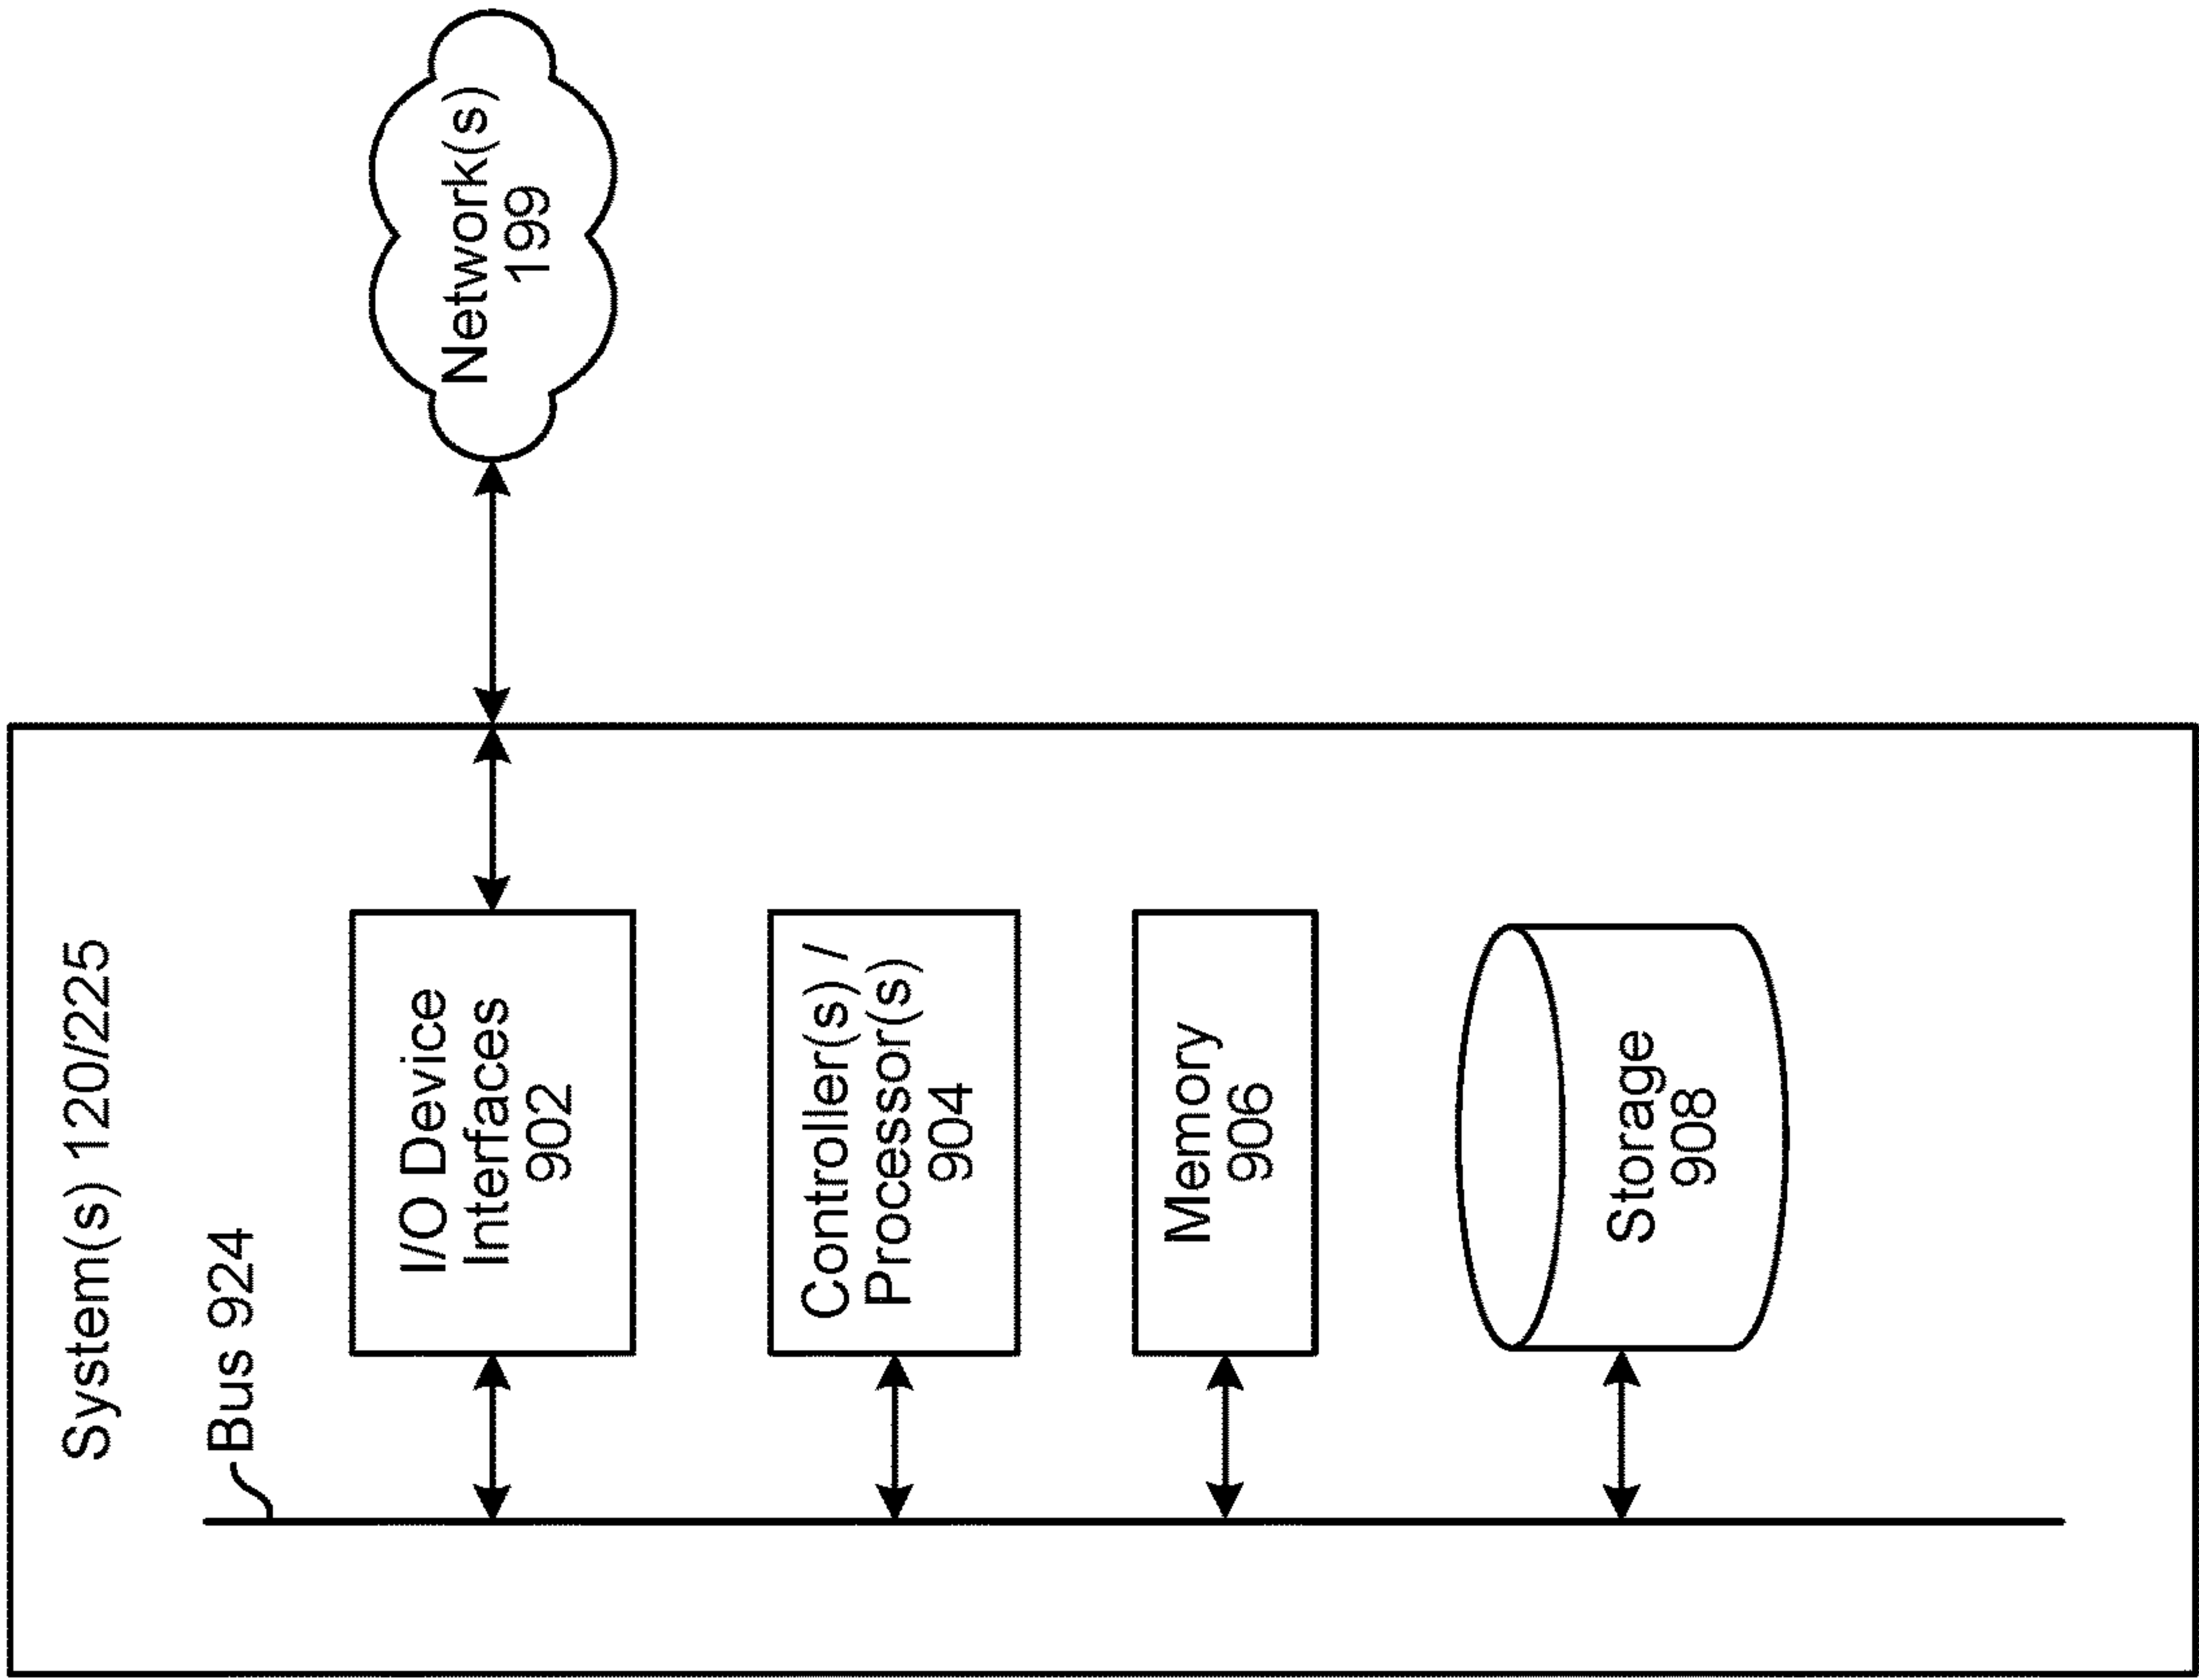 System(s) 120/225
Bus 924
I/O Device
Interfaces
902
Controller(s) /
Processor(s)
904
Memory
906
Storage
908
Network(s)
199